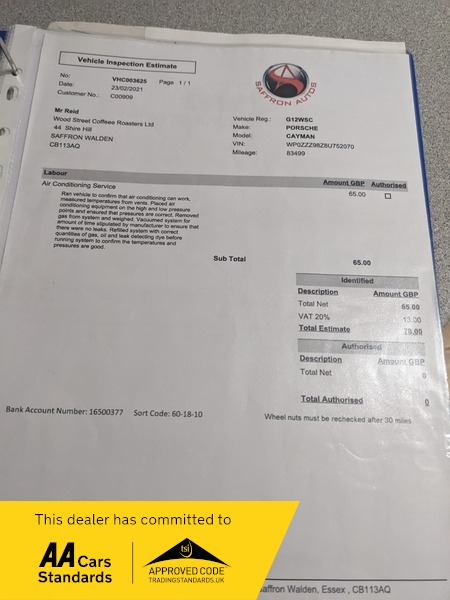 Vehicle Inspection Estimate
No: VHC003625 Page 1 / 1
Date: 23/02/2021
Customer No.: C00909
SAFFRON AUTOS
Mr Reid
Wood Street Coffeee Roasters Ltd
44 Shire Hill
SAFFRON WALDEN
CB113AQ
Vehicle Reg.: G12WSC
Make: PORSCHE
Model: CAYMAN
VIN: WP0ZZZ98Z8U752070
Mileage: 83499
Labour Amount GBP Authorised
Air Conditioning Service 65.00
Ran vehicle to confirm that air conditioning can work,
measured temperatures from vents. Placed air
conditioning equipment on the high and low pressure
points and ensured that pressures are correct. Removed
gas from system and weighed. Vacuumed system for
amount of time stipulated by manufacturer to ensure that
there were no leaks. Refilled system with correct
quantities of gas, oil and leak detecting dye before
running system to confirm the temperatures and
pressures are good.
Sub Total 65.00
Identified
Description Amount GBP
Total Net 65.00
VAT 20% 13.00
Total Estimate 78.00
Authorised
Description Amount GBP
Total Net 0
Total Authorised 0
Bank Account Number: 16500377 Sort Code: 60-18-10
Wheel nuts must be rechecked after 30 miles
This dealer has committed to
AA Cars
Standards
tsi
APPROVED CODE
TRADINGSTANDARDS.UK
Walden, Essex , CB113AQ